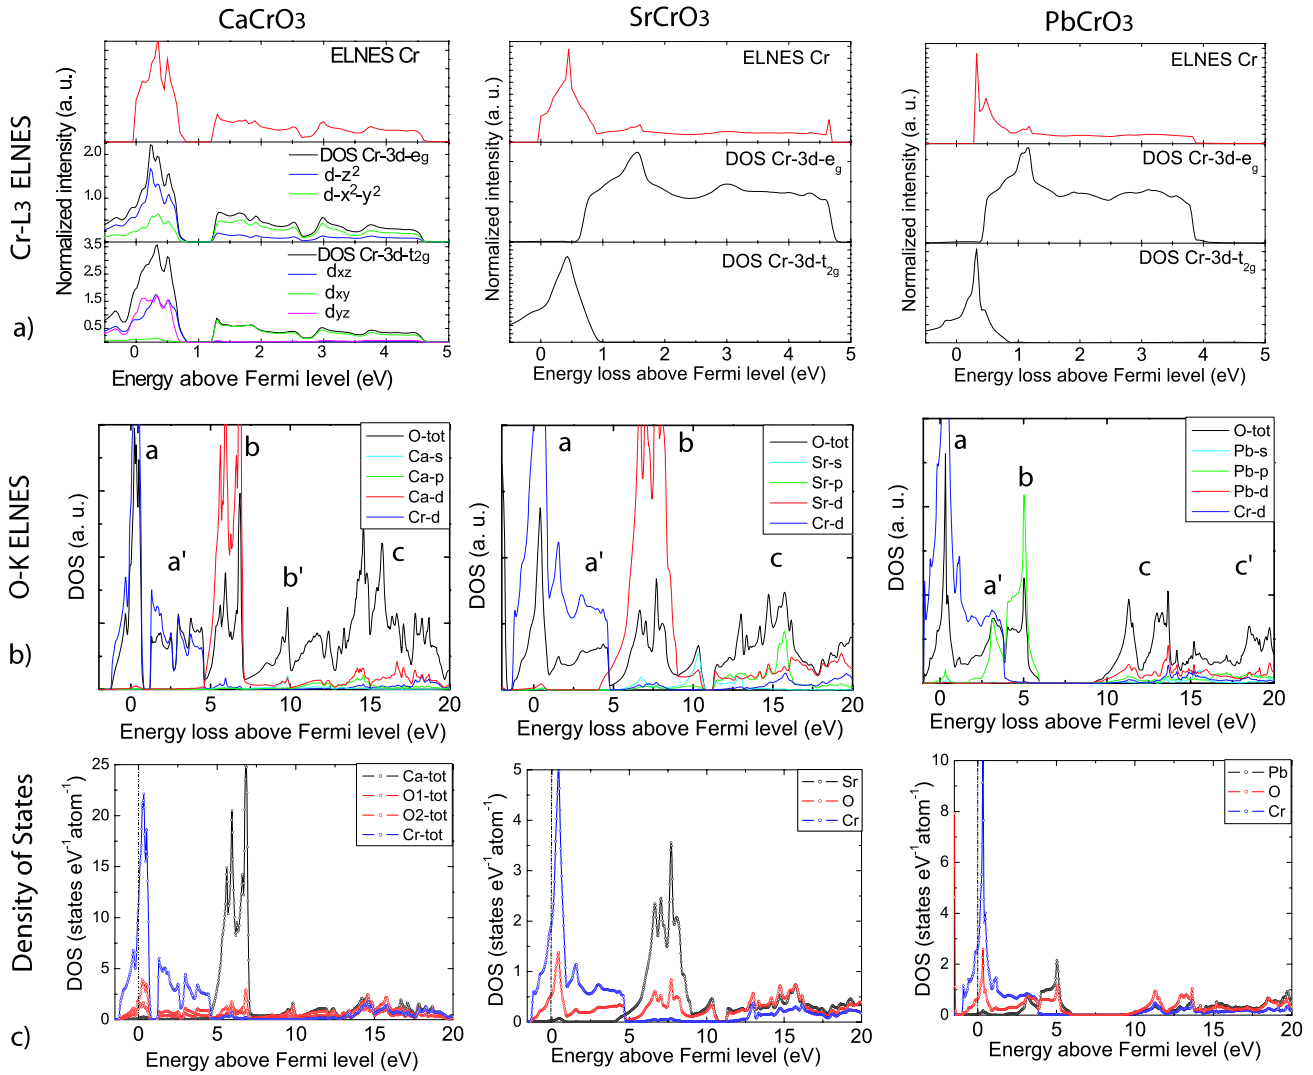 CaCrO3
SrCrO3
PbCrO3
Cr-L3 ELNES
a)
Normalized intensity (a. u.)
ELNES Cr
2.0
1.0
DOS Cr-3d-eg
d-z²
d-x²-y²
3.5
2.5
1.5
0.5
DOS Cr-3d-t2g
dxz
dxy
dyz
0 1 2 3 4 5
Energy above Fermi level (eV)
Normalized intensity (a. u.)
ELNES Cr
DOS Cr-3d-eg
DOS Cr-3d-t2g
0 1 2 3 4 5
Energy loss above Fermi level (eV)
Normalized intensity (a. u.)
ELNES Cr
DOS Cr-3d-eg
DOS Cr-3d-t2g
0 1 2 3 4 5
Energy loss above Fermi level (eV)
O-K ELNES
b)
DOS (a. u.)
a
a'
b
b'
c
O-tot
Ca-s
Ca-p
Ca-d
Cr-d
0 5 10 15 20
Energy loss above Fermi level (eV)
DOS (a. u.)
a
a'
b
c
O-tot
Sr-s
Sr-p
Sr-d
Cr-d
0 5 10 15 20
Energy loss above Fermi level (eV)
DOS (a. u.)
a
a'
b
c
c'
O-tot
Pb-s
Pb-p
Pb-d
Cr-d
0 5 10 15 20
Energy loss above Fermi level (eV)
Density of States
c)
DOS (states eV⁻¹atom⁻¹)
25
20
15
10
5
0
Ca-tot
O1-tot
O2-tot
Cr-tot
0 5 10 15 20
Energy above Fermi level (eV)
DOS (states eV⁻¹atom⁻¹)
5
4
3
2
1
0
Sr
O
Cr
0 5 10 15 20
Energy above Fermi level (eV)
DOS (states eV⁻¹atom⁻¹)
10
8
6
4
2
0
Pb
O
Cr
0 5 10 15 20
Energy above Fermi level (eV)